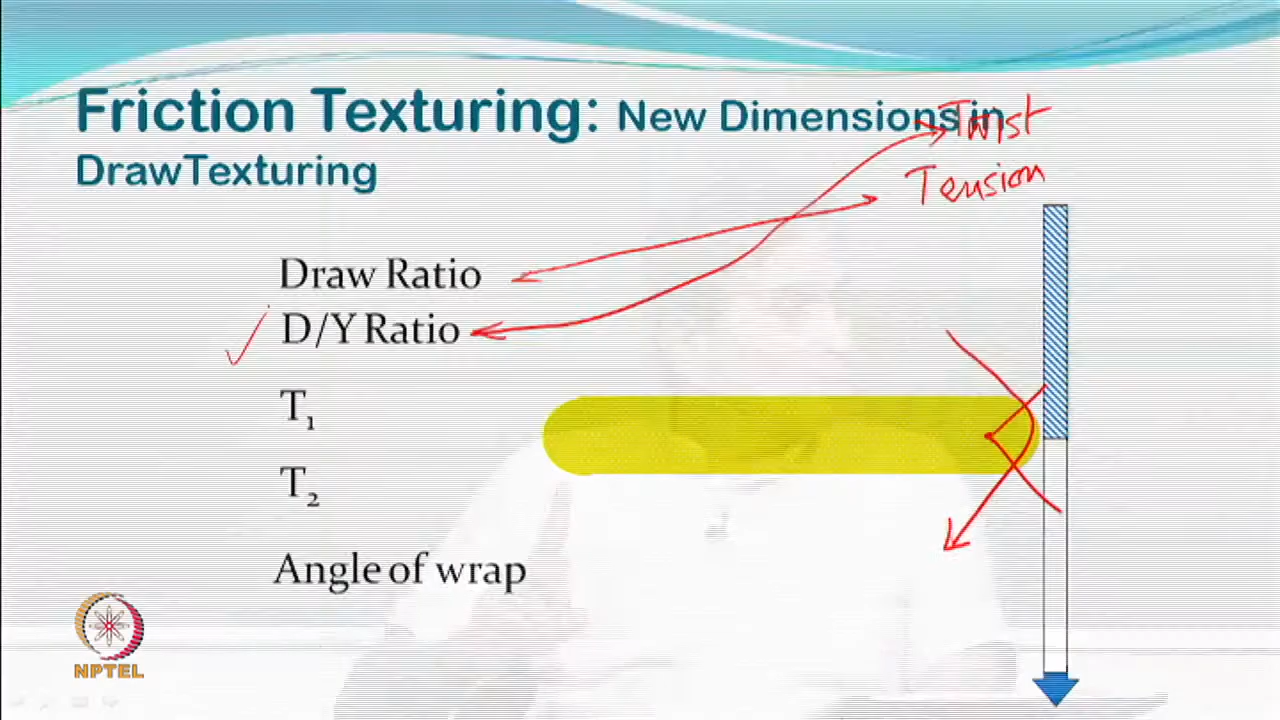 Friction Texturing: New Dimensions in
DrawTexturing
Twist
Tension
Draw Ratio
D/Y Ratio
T₁
T₂
Angle of wrap
NPTEL